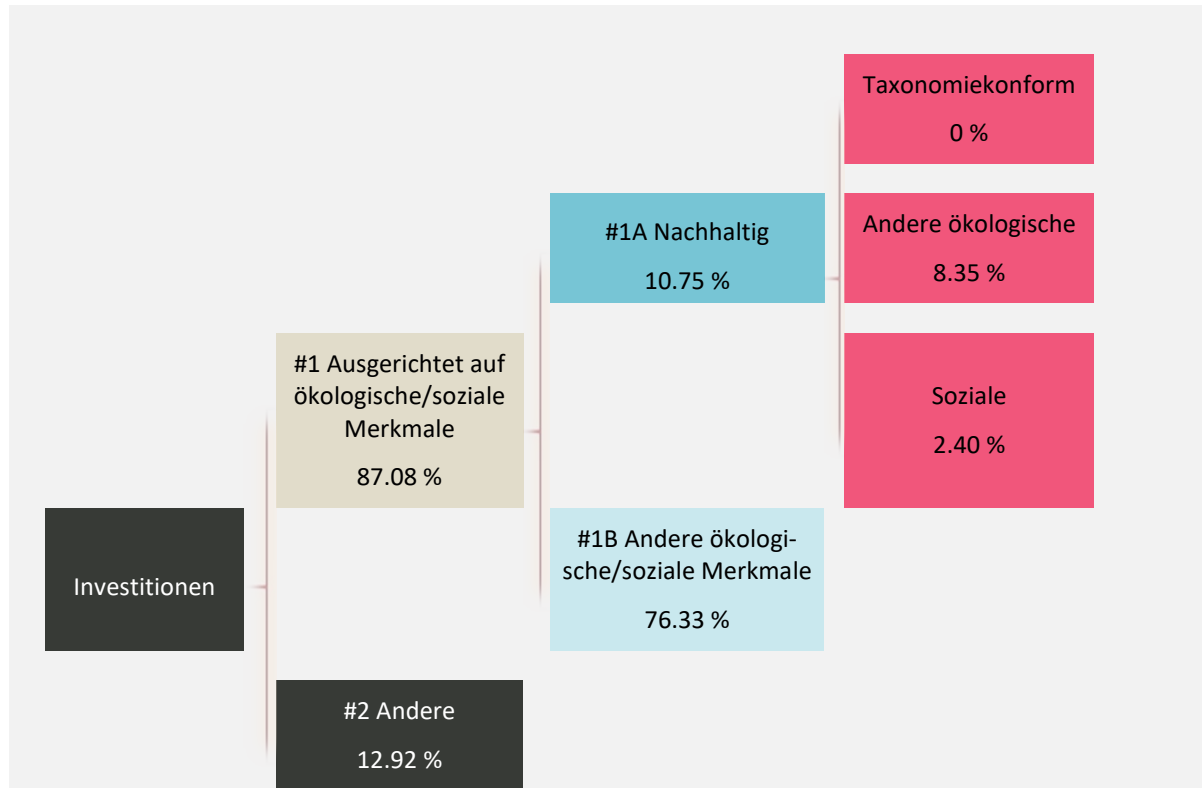 Taxonomiekonform
0 %
#1A Nachhaltig
10.75 %
Andere ökologische
8.35 %
#1 Ausgerichtet auf
ökologische/soziale
Merkmale
87.08 %
Soziale
2.40 %
Investitionen
#1B Andere ökologi-
sche/soziale Merkmale
76.33 %
#2 Andere
12.92 %